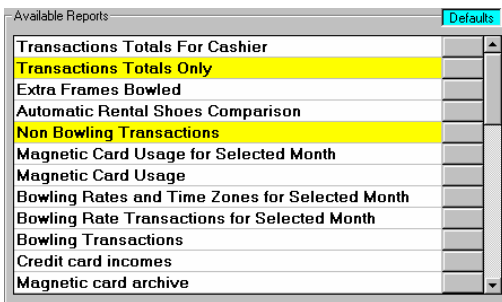 Available Reports
Defaults
Transactions Totals For Cashier
Transactions Totals Only
Extra Frames Bowled
Automatic Rental Shoes Comparison
Non Bowling Transactions
Magnetic Card Usage for Selected Month
Magnetic Card Usage
Bowling Rates and Time Zones for Selected Month
Bowling Rate Transactions for Selected Month
Bowling Transactions
Credit card incomes
Magnetic card archive